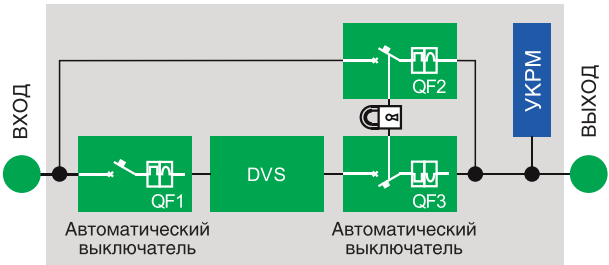 QF2
УКРМ
ВХОД
ВЫХОД
QF1
DVS
QF3
Автоматический
выключатель
Автоматический
выключатель